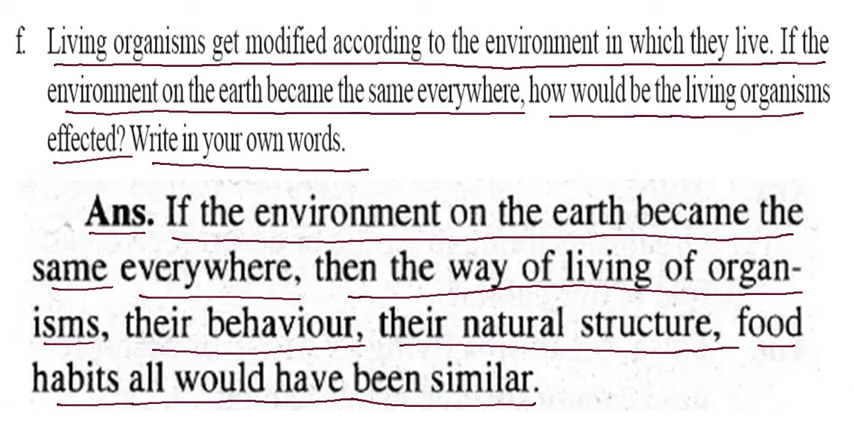 f. Living organisms get modified according to the environment in which they live. If the
environment on the earth became the same everywhere, how would be the living organisms
effected? Write in your own words.
Ans. If the environment on the earth became the
same everywhere, then the way of living of organ-
isms, their behaviour, their natural structure, food
habits all would have been similar.